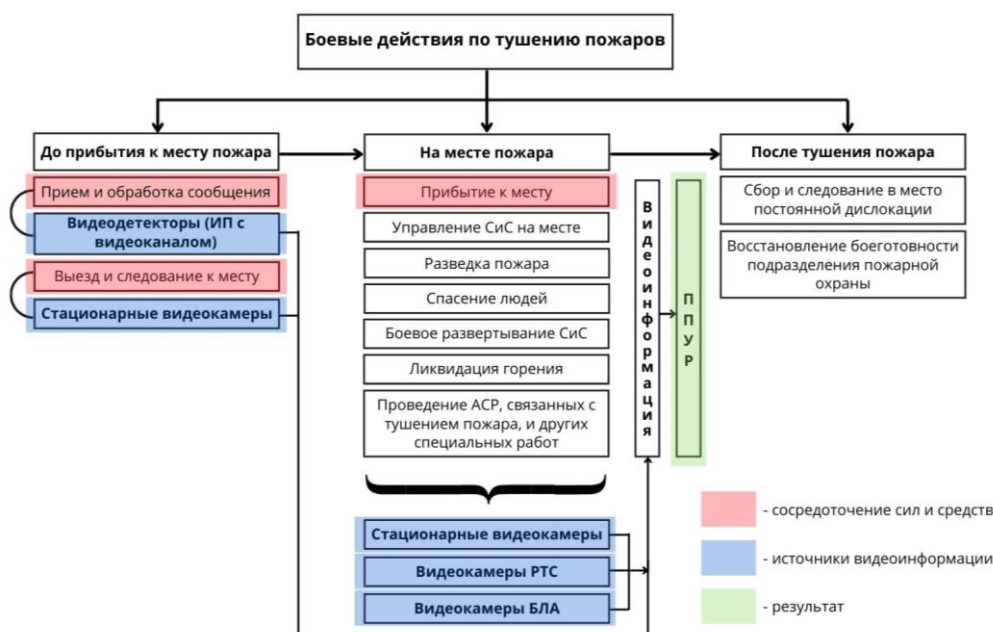 Боевые действия по тушению пожаров
До прибытия к месту пожара
Прием и обработка сообщения
Видеодетекторы (ИП с
видеоканалом)
Выезд и следование к месту
Стационарные видеокамеры
На месте пожара
Прибытие к месту
Управление СиС на месте
Разведка пожара
Спасение людей
Боевое развертывание СиС
Ликвидация горения
Проведение АСР, связанных с
тушением пожара, и других
специальных работ
Стационарные видеокамеры
Видеокамеры РТС
Видеокамеры БЛА
Видеоинформация
ППУР
После тушения пожара
Сбор и следование в место
постоянной дислокации
Восстановление боеготовности
подразделения пожарной
охраны
- сосредоточение сил и средств
- источники видеоинформации
- результат